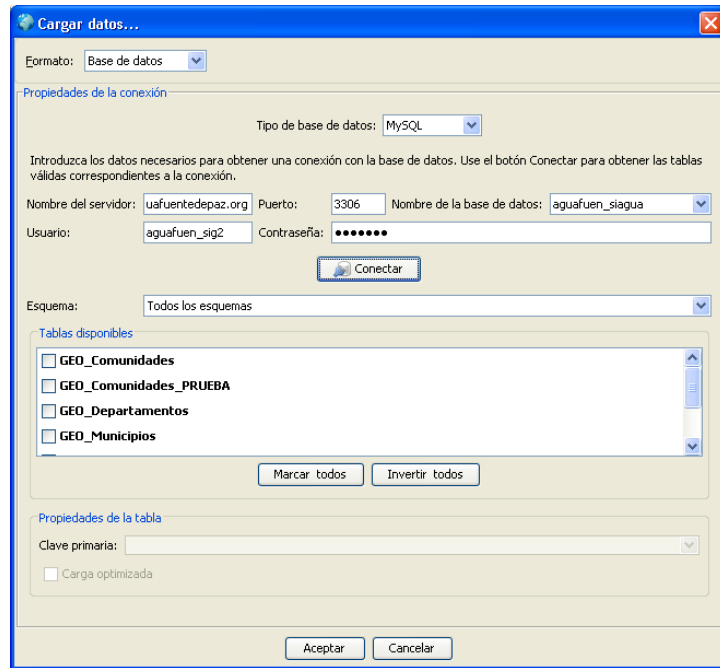 Cargar datos...
Formato: Base de datos
Propiedades de la conexión
Tipo de base de datos: MySQL
Introduzca los datos necesarios para obtener una conexión con la base de datos. Use el botón Conectar para obtener las tablas
válidas correspondientes a la conexión.
Nombre del servidor: uafuentedepaz.org Puerto: 3306 Nombre de la base de datos: aguafuen_siagua
Usuario: aguafuen_sig2 Contraseña: ●●●●●●●
Conectar
Esquema: Todos los esquemas
Tablas disponibles
GEO_Comunidades
GEO_Comunidades_PRUEBA
GEO_Departamentos
GEO_Municipios
Marcar todos Invertir todos
Propiedades de la tabla
Clave primaria:
Carga optimizada
Aceptar Cancelar